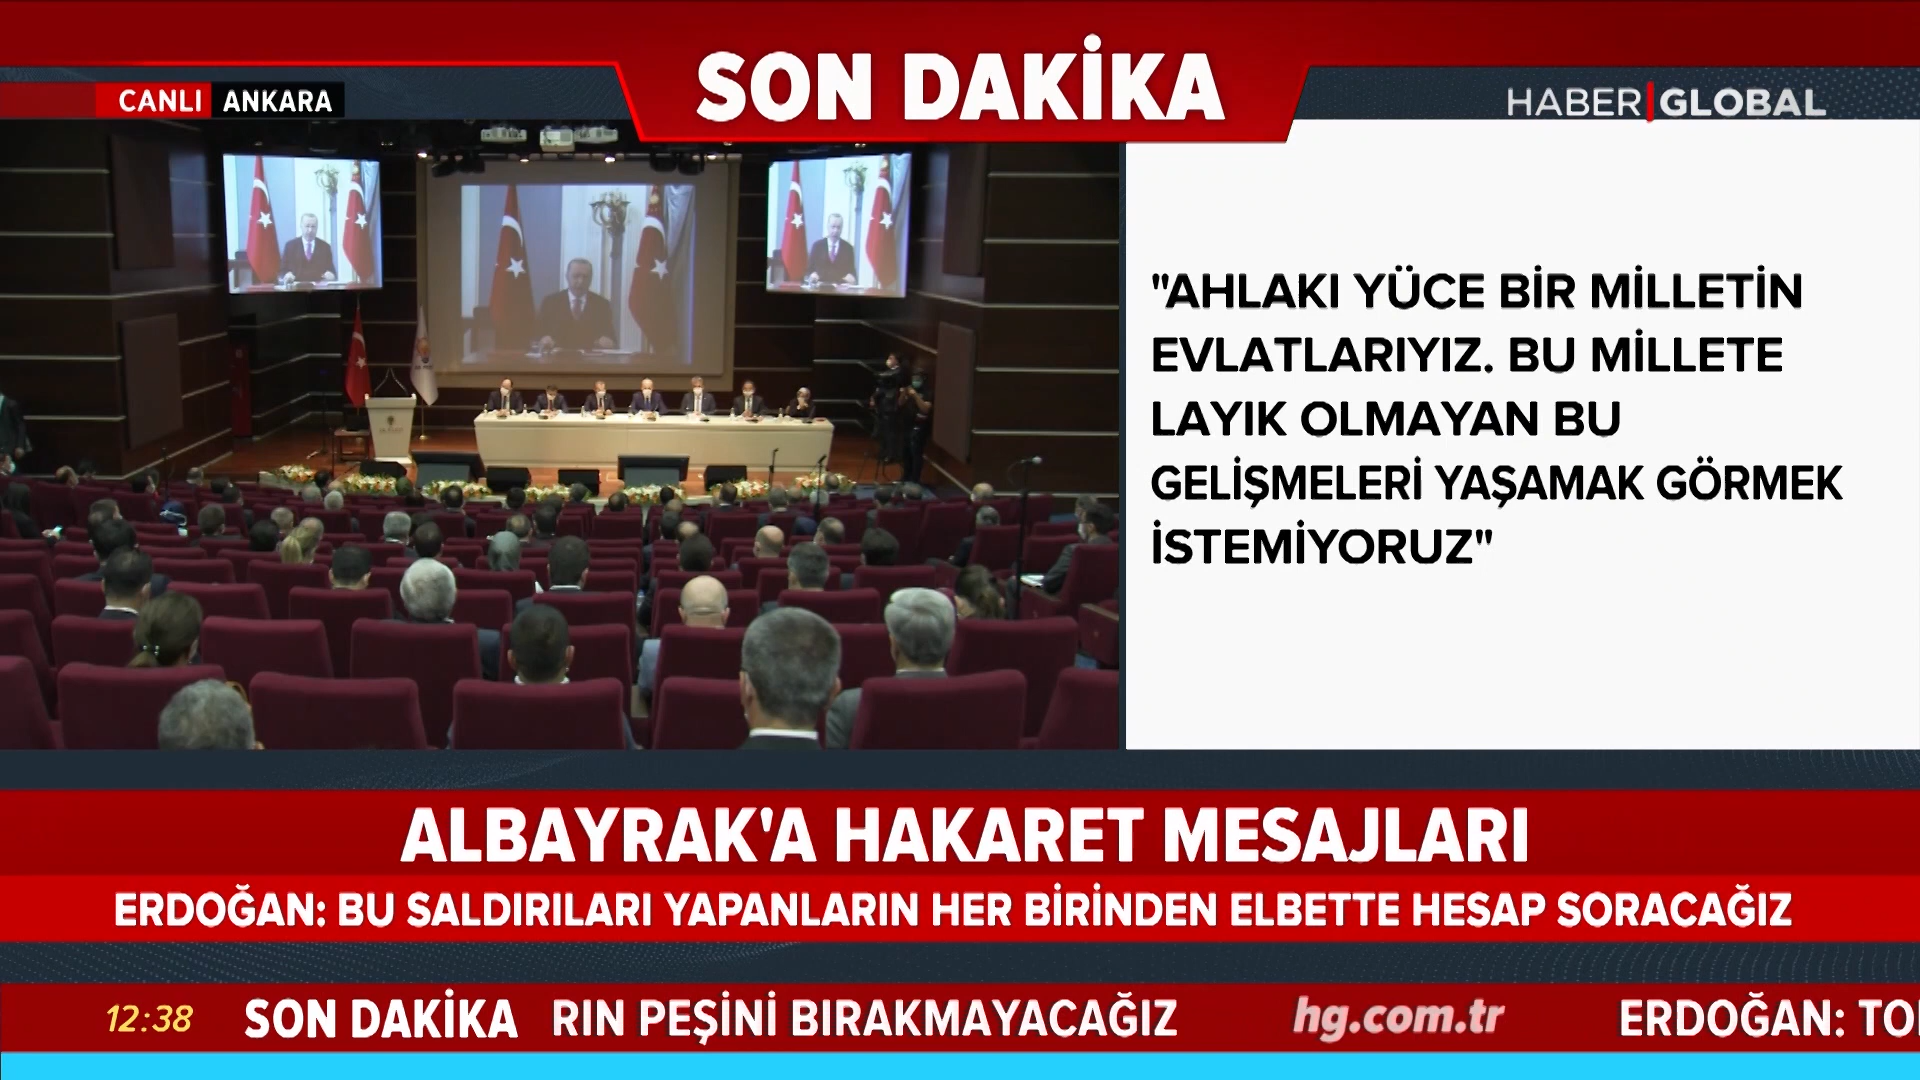 SON DAKİKA
CANLI ANKARA
HABER GLOBAL
"AHLAKI YÜCE BİR MİLLETİN
EVLATLARIYIZ. BU MİLLETE
LAYIK OLMAYAN BU
GELİŞMELERİ YAŞAMAK GÖRMEK
İSTEMİYORUZ"
ALBAYRAK'A HAKARET MESAJLARI
ERDOĞAN: BU SALDIRILARI YAPANLARIN HER BİRİNDEN ELBETTE HESAP SORACAĞIZ
12:38 SON DAKİKA RIN PEŞİNİ BIRAKMAYACAĞIZ hg.com.tr ERDOĞAN: